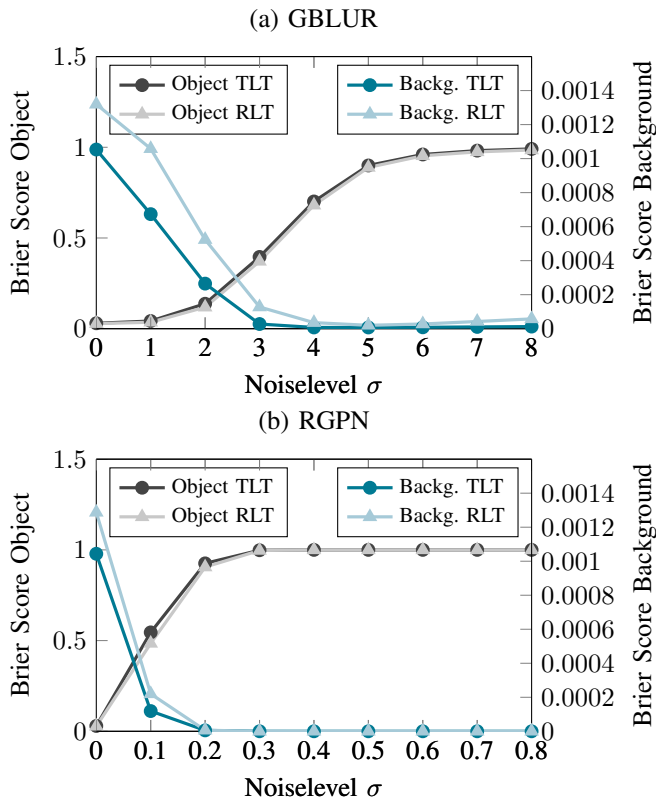 (a) GBLUR
1.5
1
0.5
0
Object TLT
Object RLT
Backg. TLT
Backg. RLT
0.0014
0.0012
0.001
0.0008
0.0006
0.0004
0.0002
0
Brier Score Object
Brier Score Background
0 1 2 3 4 5 6 7 8
Noiselevel σ
(b) RGPN
1.5
1
0.5
0
Object TLT
Object RLT
Backg. TLT
Backg. RLT
0.0014
0.0012
0.001
0.0008
0.0006
0.0004
0.0002
0
Brier Score Object
Brier Score Background
0 0.1 0.2 0.3 0.4 0.5 0.6 0.7 0.8
Noiselevel σ